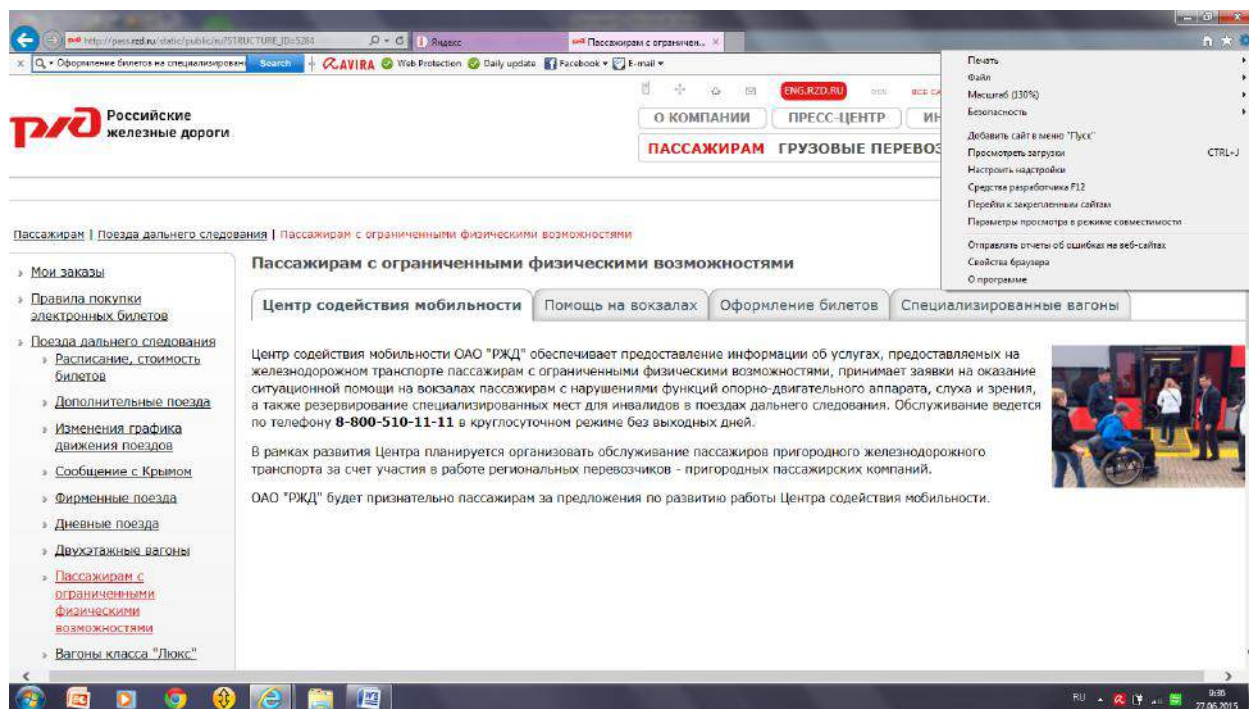 http://pass.rzd.ru/static/public/ru?STRUCTURE_ID=5284
Яндекс
Пассажирам с ограничен...
Оформление билетов на специализирован
Search
AVIRA
Web Protection
Daily update
Facebook
E-mail
Печать
Файл
Масштаб (130%)
Безопасность
Добавить сайт в меню "Пуск"
Просмотреть загрузки CTRL+J
Настроить надстройки
Средства разработчика F12
Перейти к закрепленным сайтам
Параметры просмотра в режиме совместимости
Отправлять отчеты об ошибках на веб-сайтах
Свойства браузера
О программе
ENG.RZD.RU
ВСЕ СА
ржд
Российские
железные дороги
О КОМПАНИИ
ПРЕСС-ЦЕНТР
ИН
ПАССАЖИРАМ
ГРУЗОВЫЕ ПЕРЕВОЗ
Пассажирам | Поезда дальнего следования | Пассажирам с ограниченными физическими возможностями
Мои заказы
Правила покупки
электронных билетов
Поезда дальнего следования
Расписание, стоимость
билетов
Дополнительные поезда
Изменения графика
движения поездов
Сообщение с Крымом
Фирменные поезда
Дневные поезда
Двухэтажные вагоны
Пассажирам с
ограниченными
физическими
возможностями
Вагоны класса "Люкс"
Пассажирам с ограниченными физическими возможностями
Центр содействия мобильности
Помощь на вокзалах
Оформление билетов
Специализированные вагоны
Центр содействия мобильности ОАО "РЖД" обеспечивает предоставление информации об услугах, предоставляемых на
железнодорожном транспорте пассажирам с ограниченными физическими возможностями, принимает заявки на оказание
ситуационной помощи на вокзалах пассажирам с нарушениями функций опорно-двигательного аппарата, слуха и зрения,
а также резервирование специализированных мест для инвалидов в поездах дальнего следования. Обслуживание ведется
по телефону 8-800-510-11-11 в круглосуточном режиме без выходных дней.
В рамках развития Центра планируется организовать обслуживание пассажиров пригородного железнодорожного
транспорта за счет участия в работе региональных перевозчиков - пригородных пассажирских компаний.
ОАО "РЖД" будет признательно пассажирам за предложения по развитию работы Центра содействия мобильности.
RU
9:36
27.06.2015